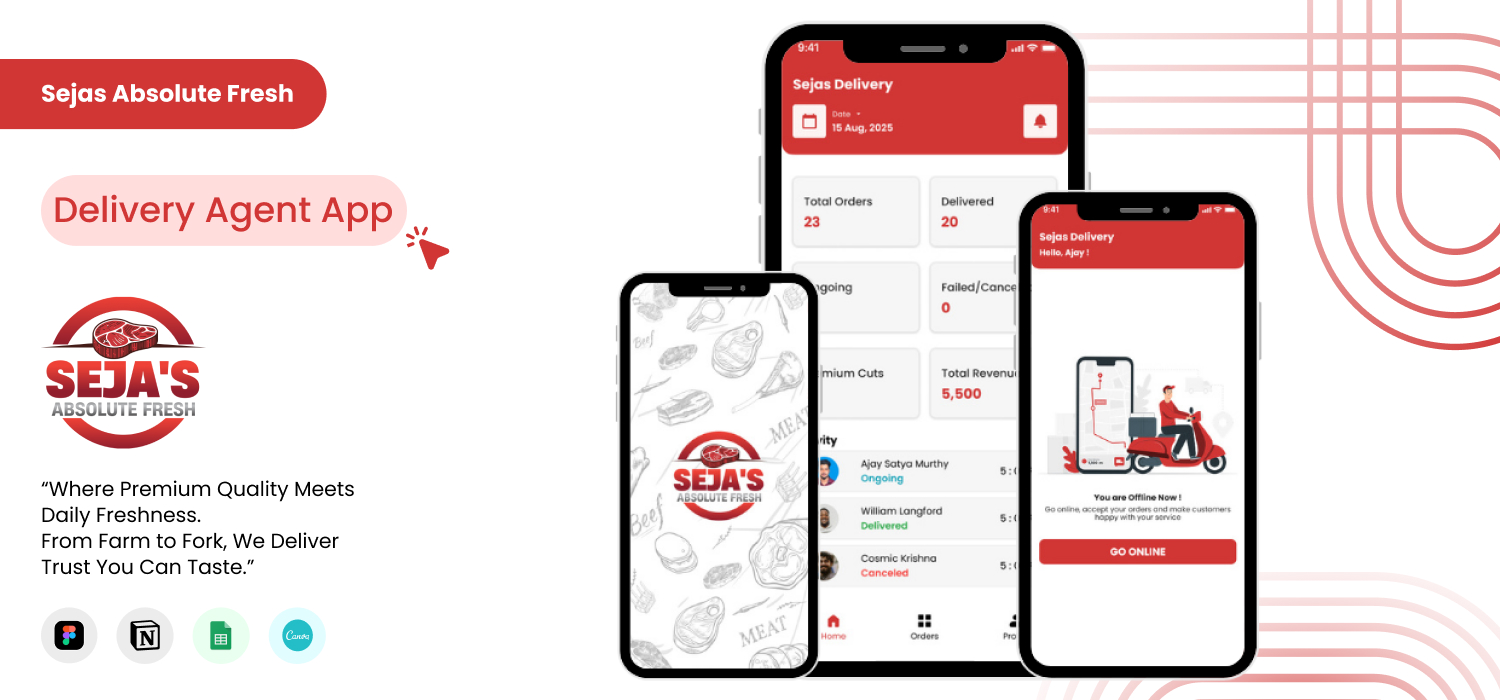 Sejas Absolute Fresh
Delivery Agent App
SEJA'S
ABSOLUTE FRESH
“Where Premium Quality Meets
Daily Freshness.
From Farm to Fork, We Deliver
Trust You Can Taste.”
N
Canva
Beef
MEAT
SEJA'S
ABSOLUTE FRESH
Beef
MEAT
9:41
Sejas Delivery
Date
15 Aug, 2025
Total Orders
23
Delivered
20
going
Failed/Cance
0
mium Cuts
Total Revenu
5,500
vity
Ajay Satya Murthy
5 : 0
Ongoing
William Langford
5 : 0
Delivered
Cosmic Krishna
5 : 0
Canceled
Home
Orders
Pro
9:41
Sejas Delivery
Hello, Ajay !
You are Offline Now !
Go online, accept your orders and make customers
happy with your service
GO ONLINE